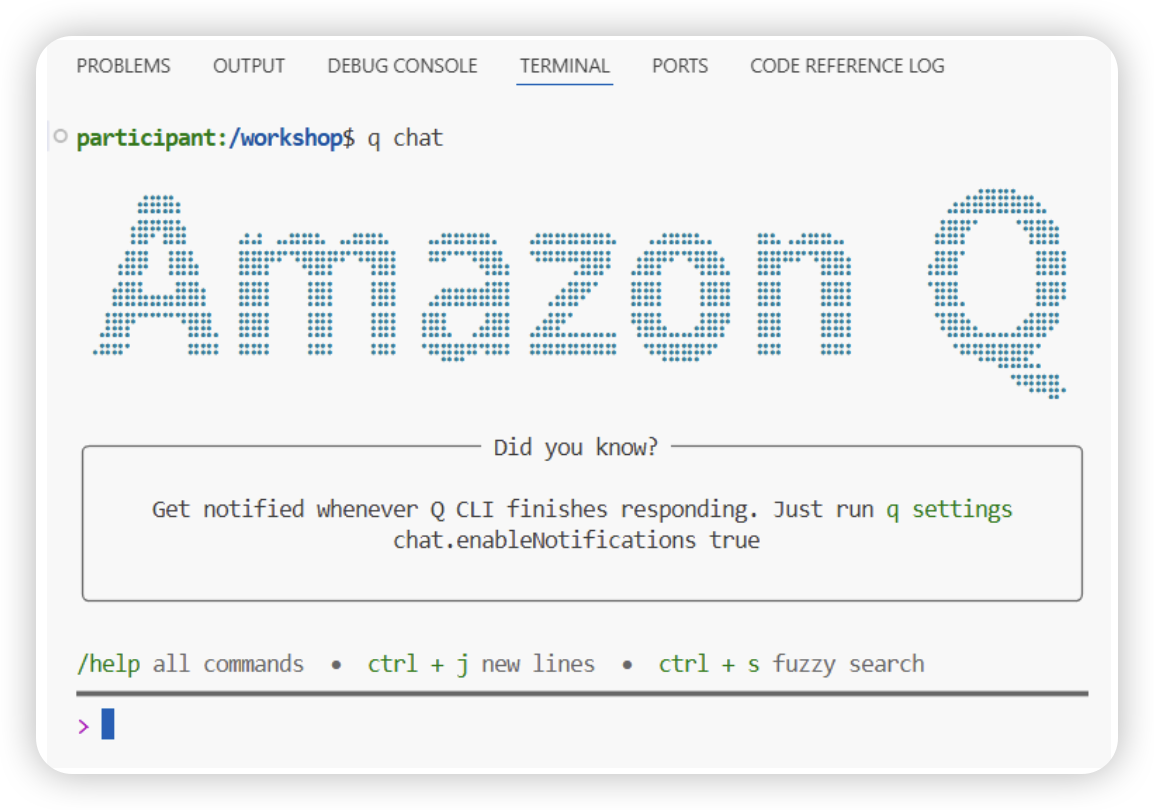 PROBLEMS OUTPUT DEBUG CONSOLE TERMINAL PORTS CODE REFERENCE LOG
participant:/workshop$ q chat
Amazon Q
Did you know?
Get notified whenever Q CLI finishes responding. Just run q settings
chat.enableNotifications true
/help all commands • ctrl + j new lines • ctrl + s fuzzy search
>